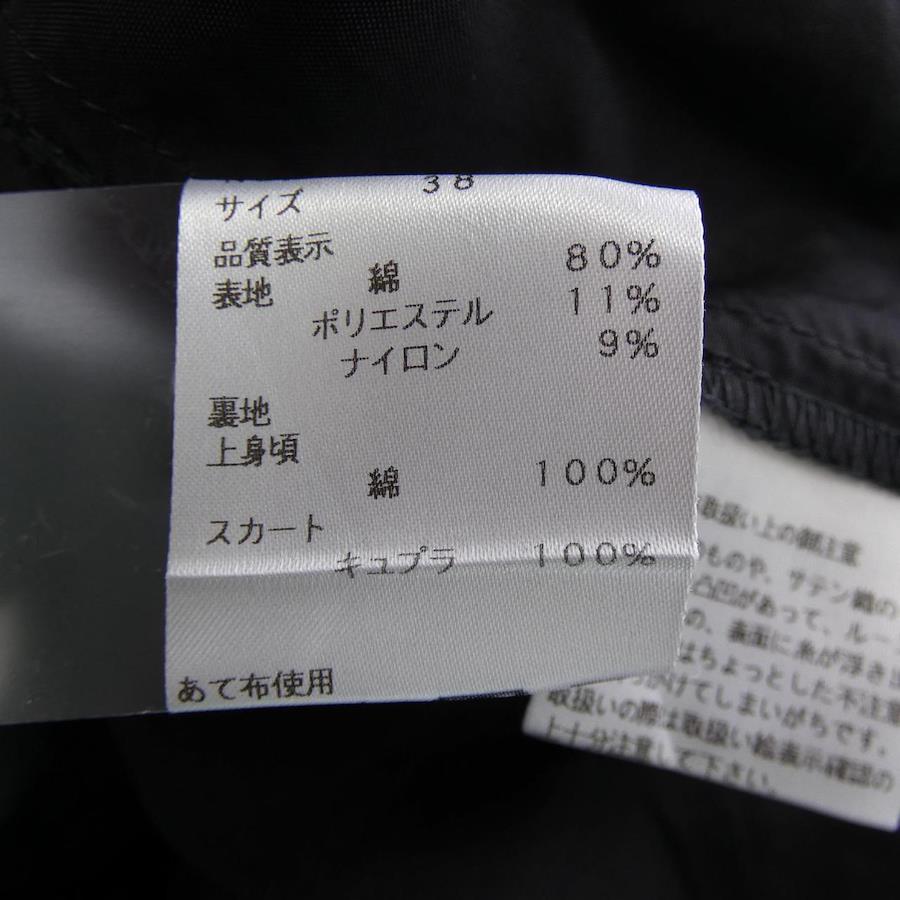 38
サイズ
品質表示
表地 綿 80%
ポリエステル 11%
ナイロン 9%
裏地
上身頃
綿 100%
スカート
キュプラ 100%
あて布使用
取扱い上の御注意
ものや、サテン織の
凸凹があって、ルー
の、表面に糸が浮き出
はちょっとした不注意
かけてしまいがちです。
取扱いの際は取扱い絵表示確認の
上十分注意して下さい。